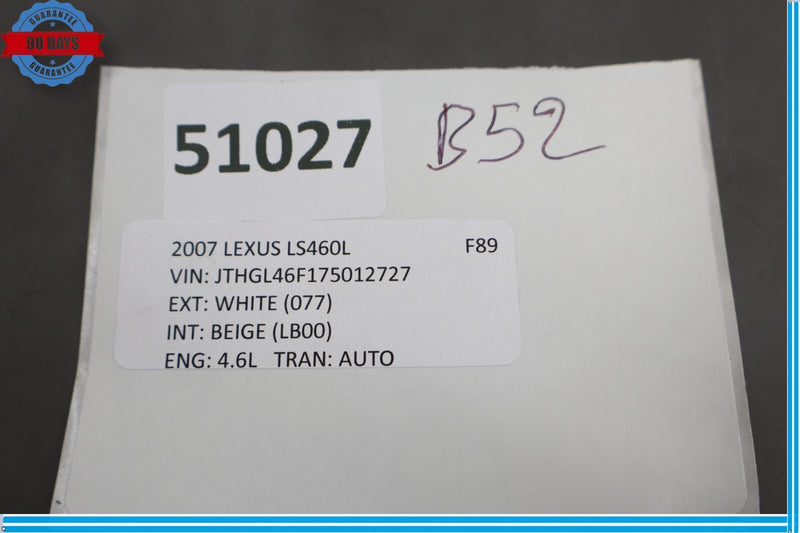 GUARANTEE
90 DAYS
GUARANTEE
51027
B52
2007 LEXUS LS460L F89
VIN: JTHGL46F175012727
EXT: WHITE (077)
INT: BEIGE (LB00)
ENG: 4.6L TRAN: AUTO